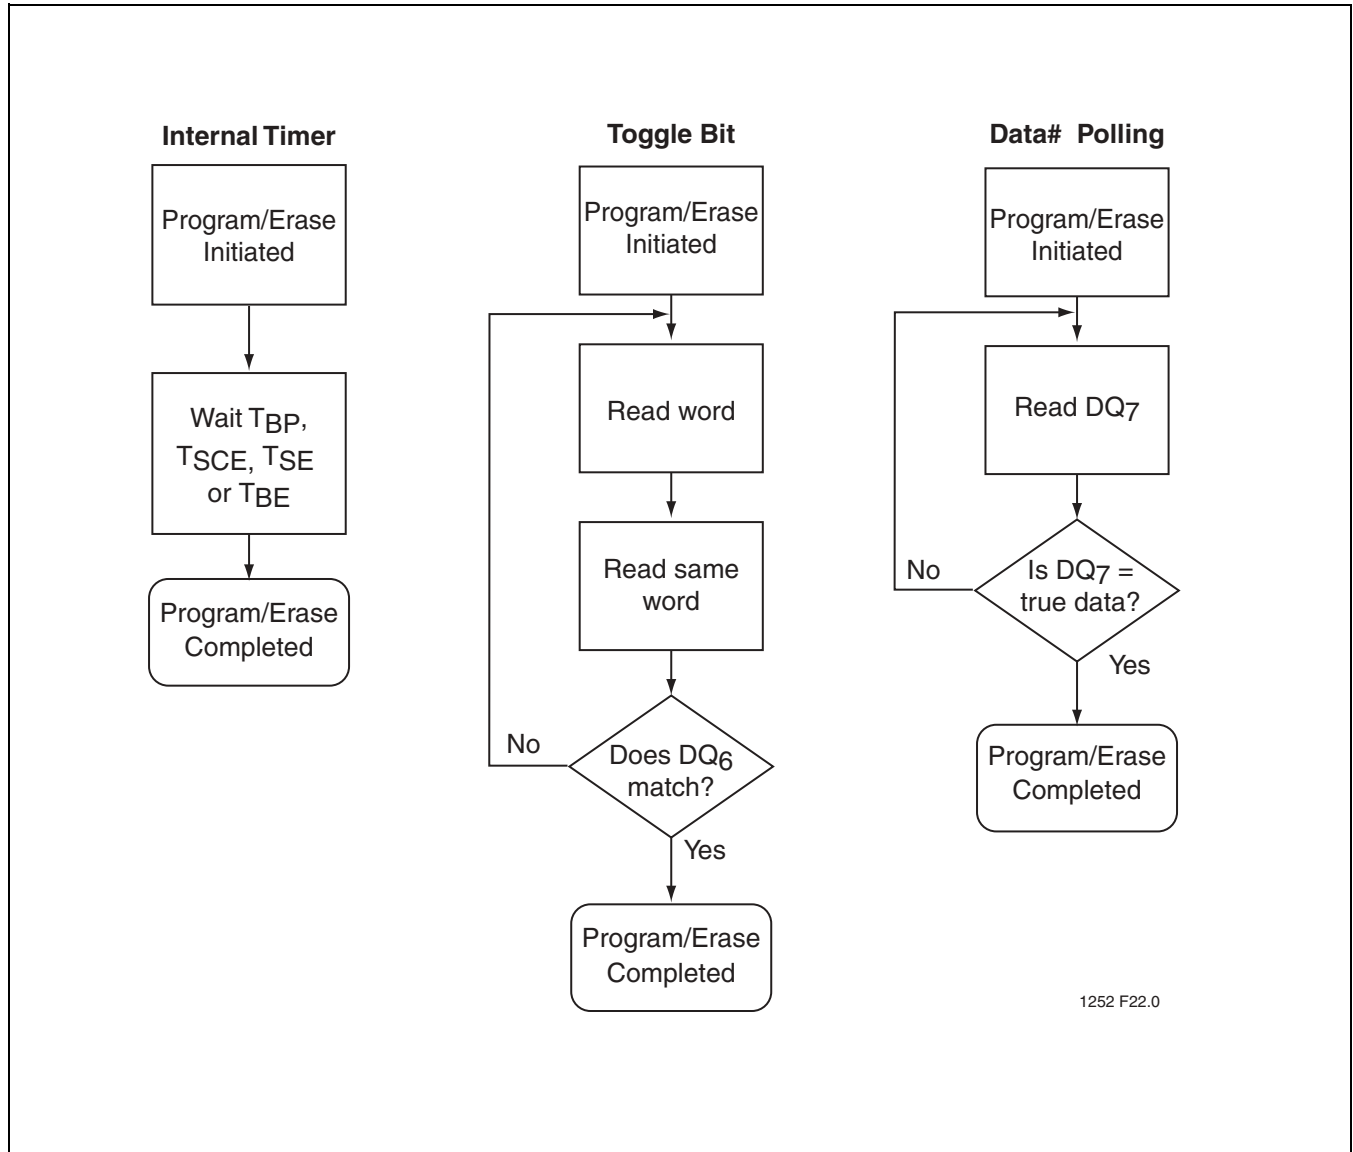 Internal Timer
Program/Erase
Initiated
Wait TBP,
TSCE, TSE
or TBE
Program/Erase
Completed
Toggle Bit
Program/Erase
Initiated
Read word
Read same
word
Does DQ6
match?
No
Yes
Program/Erase
Completed
Data# Polling
Program/Erase
Initiated
Read DQ7
Is DQ7 =
true data?
No
Yes
Program/Erase
Completed
1252 F22.0